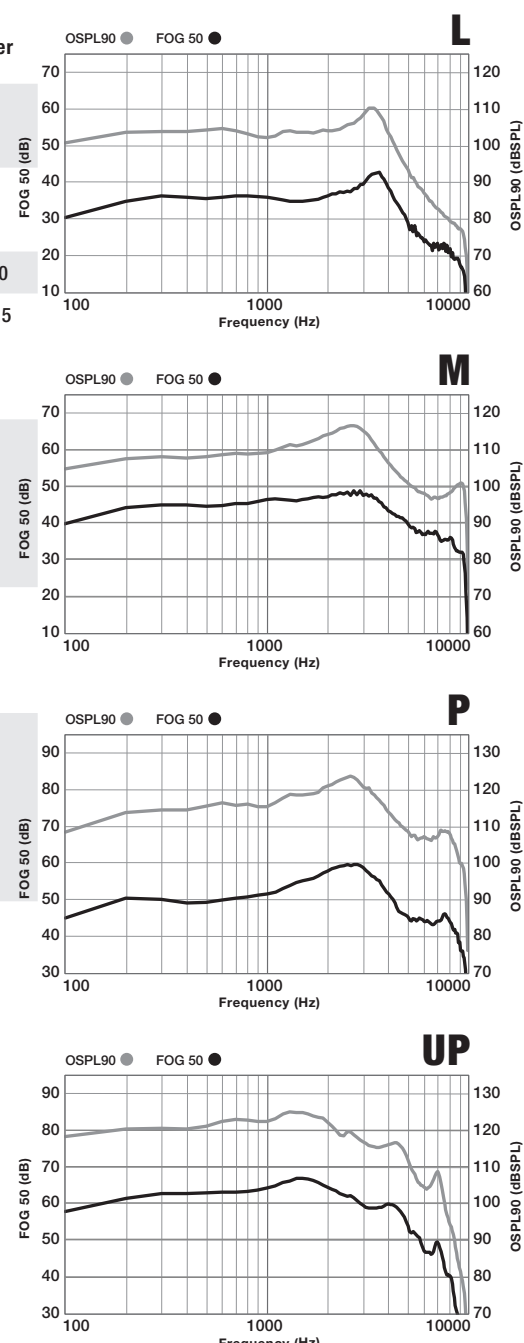 er
0
5
L
OSPL90 FOG 50
FOG 50 (dB)
OSPL90 (dBSPL)
70 120
60 110
50 100
40 90
30 80
20 70
10 60
100 1000 10000
Frequency (Hz)
M
OSPL90 FOG 50
FOG 50 (dB)
OSPL90 (dBSPL)
70 120
60 110
50 100
40 90
30 80
20 70
10 60
100 1000 10000
Frequency (Hz)
P
OSPL90 FOG 50
FOG 50 (dB)
OSPL90 (dBSPL)
90 130
80 120
70 110
60 100
50 90
40 80
30 70
100 1000 10000
Frequency (Hz)
UP
OSPL90 FOG 50
FOG 50 (dB)
OSPL90 (dBSPL)
90 130
80 120
70 110
60 100
50 90
40 80
30 70
100 1000 10000
Frequency (Hz)